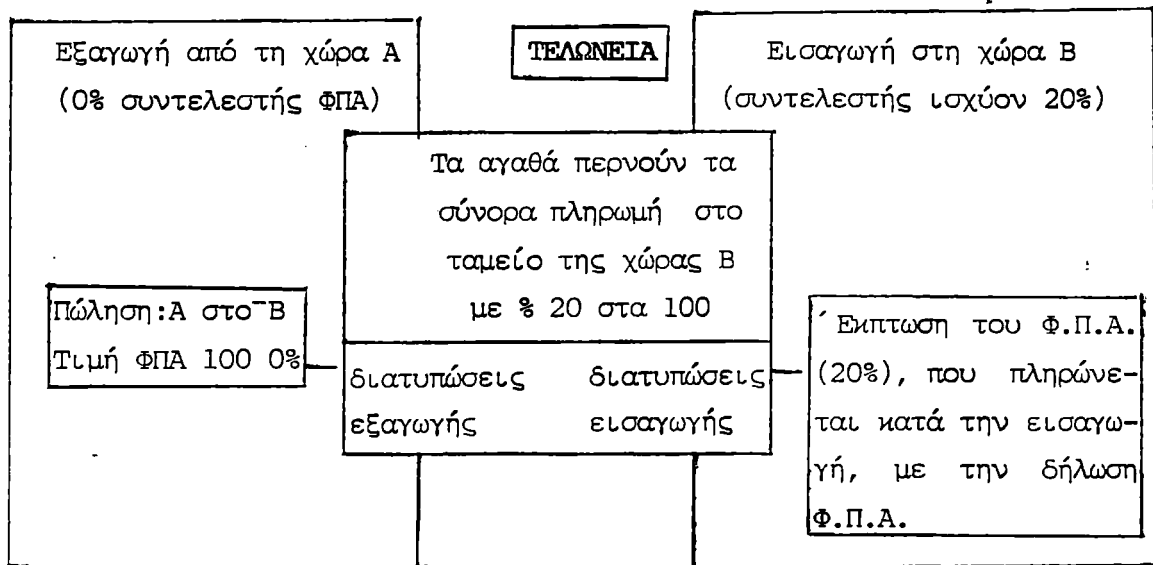 Εξαγωγή από τη χώρα Α
(0% συντελεστής ΦΠΑ)
ΤΕΛΩΝΕΙΑ
Εισαγωγή στη χώρα Β
(συντελεστής ισχύον 20%)
Τα αγαθά περνούν τα
σύνορα πληρωμή στο
ταμείο της χώρας Β
με % 20 στα 100
Πώληση:Α στο Β
Τιμή ΦΠΑ 100 0%
διατυπώσεις διατυπώσεις
εξαγωγής εισαγωγής
Έκπτωση του Φ.Π.Α.
(20%), που πληρώνε-
ται κατά την εισαγω-
γή, με την δήλωση
Φ.Π.Α.